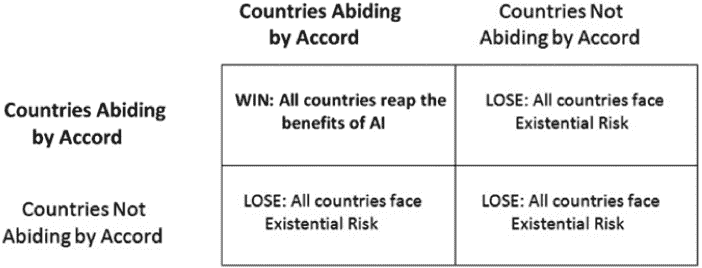 Countries Abiding
by Accord
Countries Not
Abiding by Accord
Countries Abiding
by Accord
WIN: All countries reap the
benefits of AI
LOSE: All countries face
Existential Risk
Countries Not
Abiding by Accord
LOSE: All countries face
Existential Risk
LOSE: All countries face
Existential Risk